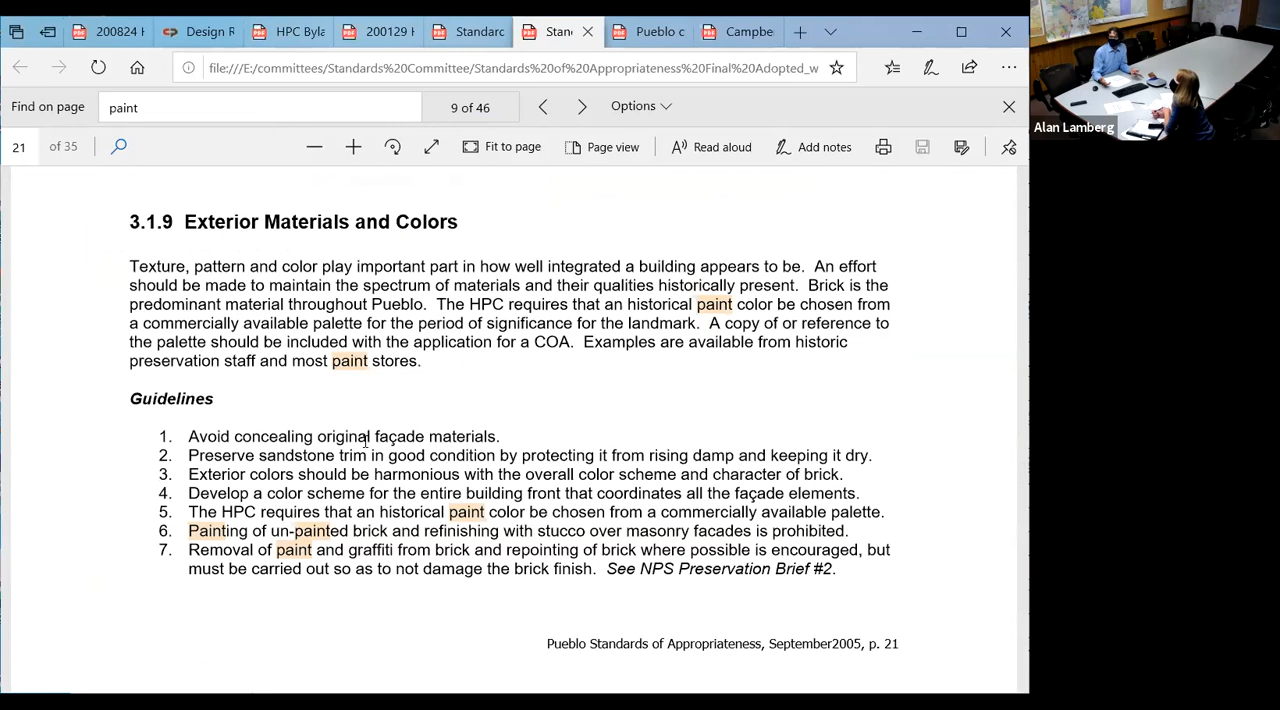 200824 H
Design R
HPC Byla
200129 H
Standarc
Stan
Pueblo c
Campbe
file:///E:/committees/Standards%20Committee/Standards%20of%20Appropriateness%20Final%20Adopted_w
Find on page
paint
9 of 46
Options
21
of 35
Fit to page
Page view
Read aloud
Add notes
Alan Lamberg
3.1.9 Exterior Materials and Colors
Texture, pattern and color play important part in how well integrated a building appears to be. An effort
should be made to maintain the spectrum of materials and their qualities historically present. Brick is the
predominant material throughout Pueblo. The HPC requires that an historical paint color be chosen from
a commercially available palette for the period of significance for the landmark. A copy of or reference to
the palette should be included with the application for a COA. Examples are available from historic
preservation staff and most paint stores.
Guidelines
1. Avoid concealing original façade materials.
2. Preserve sandstone trim in good condition by protecting it from rising damp and keeping it dry.
3. Exterior colors should be harmonious with the overall color scheme and character of brick.
4. Develop a color scheme for the entire building front that coordinates all the façade elements.
5. The HPC requires that an historical paint color be chosen from a commercially available palette.
6. Painting of un-painted brick and refinishing with stucco over masonry facades is prohibited.
7. Removal of paint and graffiti from brick and repointing of brick where possible is encouraged, but
must be carried out so as to not damage the brick finish. See NPS Preservation Brief #2.
Pueblo Standards of Appropriateness, September2005, p. 21